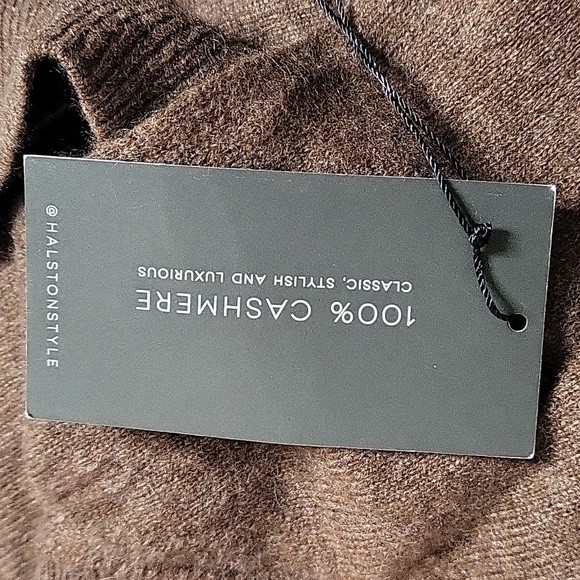 100% CASHMERE
CLASSIC, STYLISH AND LUXURIOUS
@HALSTONSTYLE